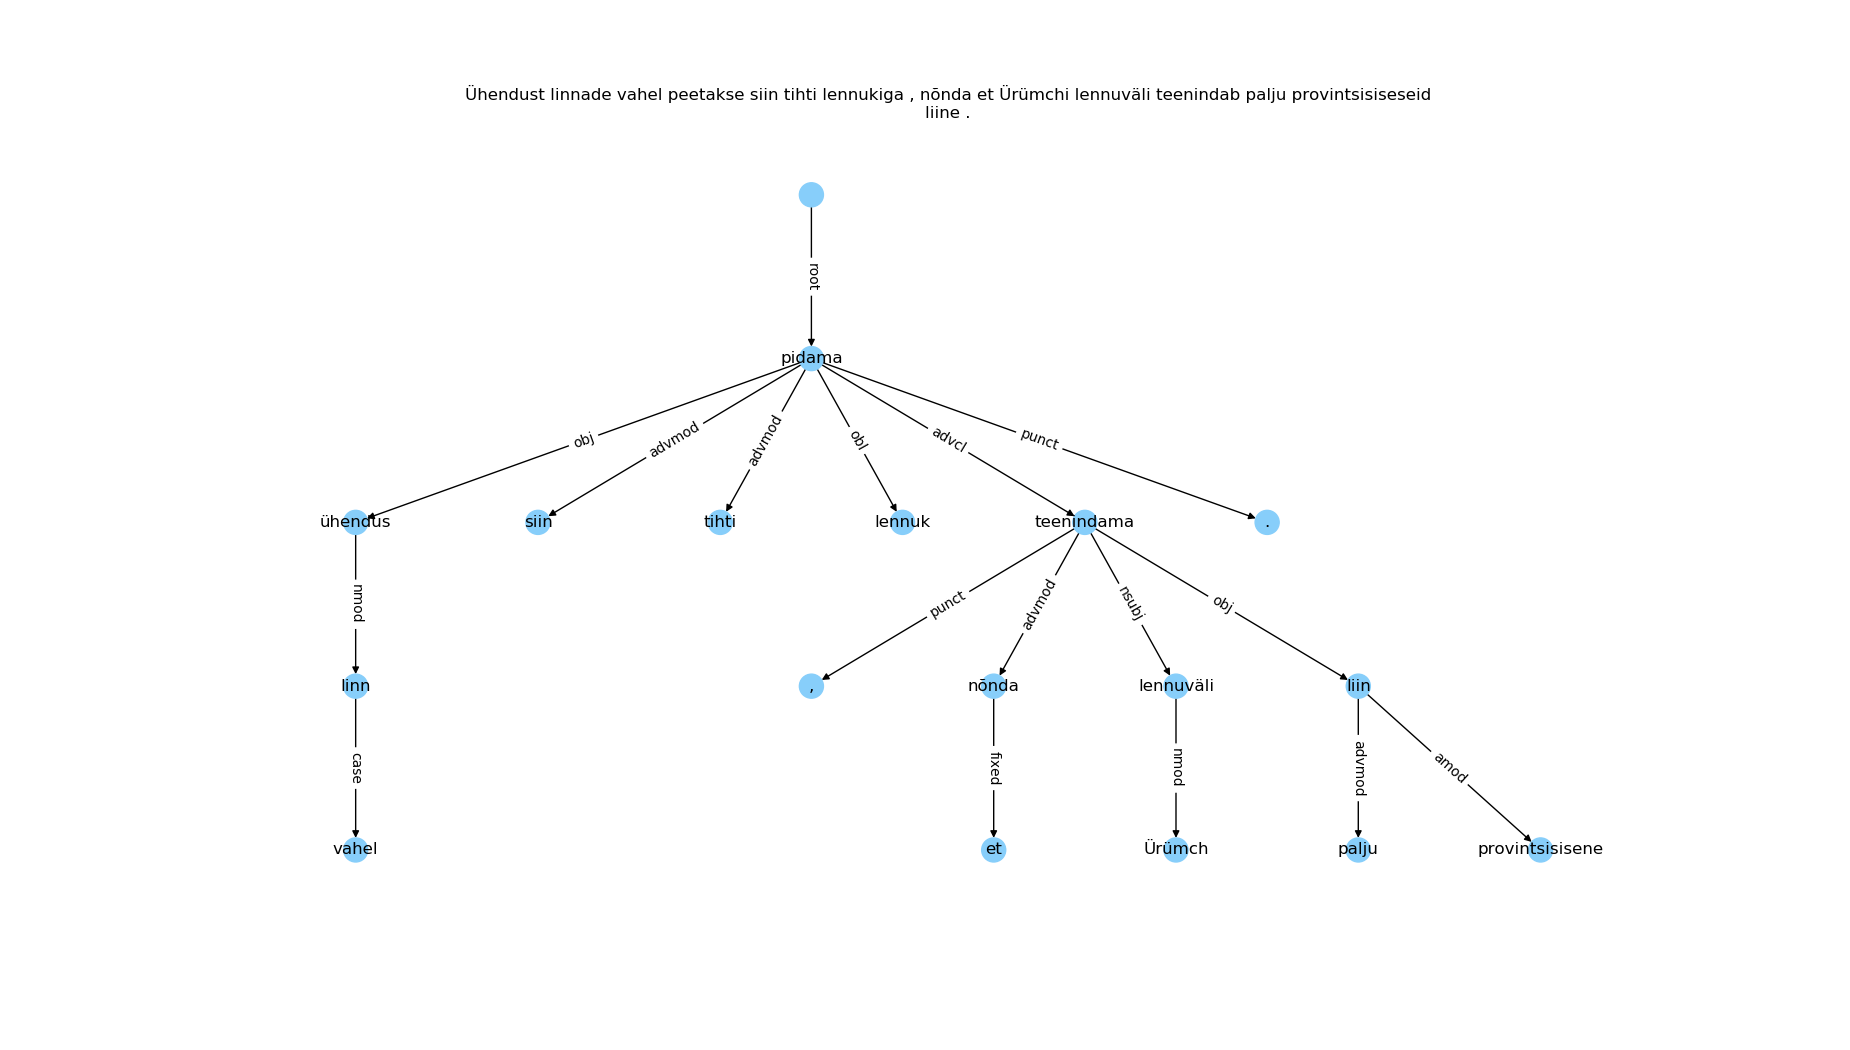 Ühendust linnade vahel peetakse siin tihti lennukiga , nõnda et Ürümchi lennuväli teenindab palju provintsisiseseid
liine .
root
pidama
obj
advmod
advmod
obl
advcl
punct
ühendus
siin
tihti
lennuk
teenindama
.
nmod
punct
advmod
nsubj
obj
linn
,
nõnda
lennuväli
liin
case
fixed
nmod
advmod
amod
vahel
et
Ürümch
palju
provintsisisene